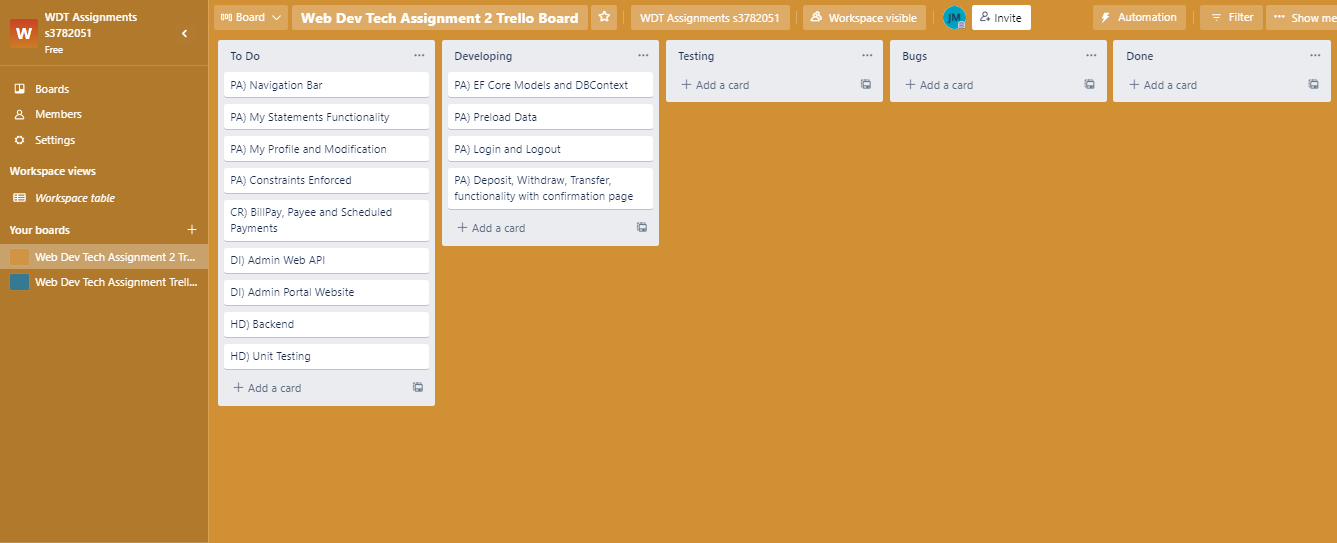 WDT Assignments
s3782051
Free
W
Boards
Members
Settings
Workspace views
Workspace table
Your boards
Web Dev Tech Assignment 2 Tr...
Web Dev Tech Assignment Trell...
Board
Web Dev Tech Assignment 2 Trello Board
WDT Assignments s3782051
Workspace visible
JM
Invite
Automation
Filter
Show me
To Do
PA) Navigation Bar
PA) My Statements Functionality
PA) My Profile and Modification
PA) Constraints Enforced
CR) BillPay, Payee and Scheduled
Payments
DI) Admin Web API
DI) Admin Portal Website
HD) Backend
HD) Unit Testing
+ Add a card
Developing
PA) EF Core Models and DBContext
PA) Preload Data
PA) Login and Logout
PA) Deposit, Withdraw, Transfer,
functionality with confirmation page
+ Add a card
Testing
+ Add a card
Bugs
+ Add a card
Done
+ Add a card